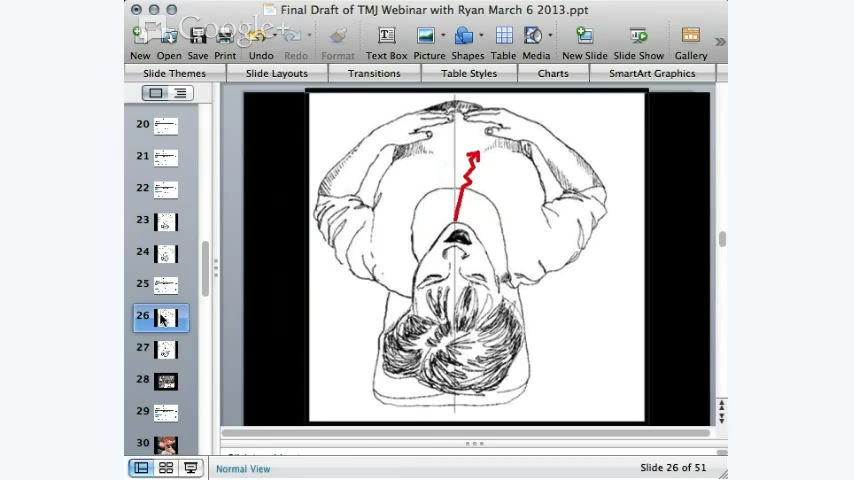 Final Draft of TMJ Webinar with Ryan March 6 2013.ppt
Google+
New Open Save Print Undo Redo Format Text Box Picture Shapes Table Media New Slide Slide Show Gallery
Slide Themes Slide Layouts Transitions Table Styles Charts SmartArt Graphics
20
21
22
23
24
25
26
27
28
29
30
Normal View Slide 26 of 51